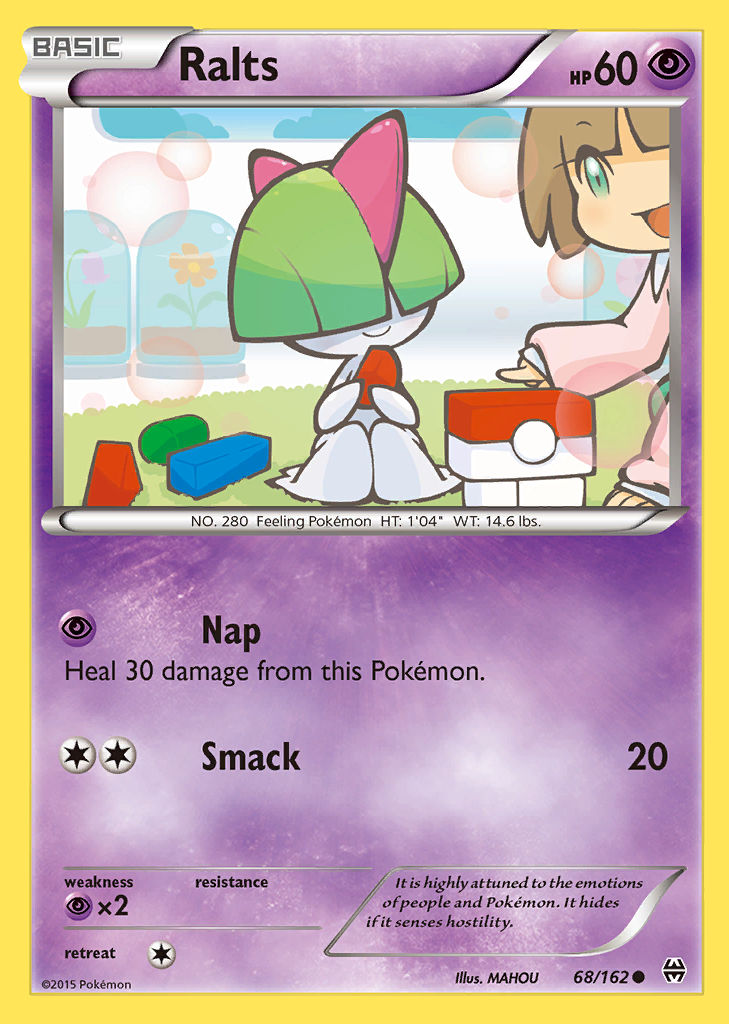 BASIC
Ralts
HP 60
NO. 280 Feeling Pokémon HT: 1'04" WT: 14.6 lbs.
Nap
Heal 30 damage from this Pokémon.
Smack 20
weakness resistance
×2
retreat
It is highly attuned to the emotions
of people and Pokémon. It hides
if it senses hostility.
©2015 Pokémon Illus. MAHOU 68/162